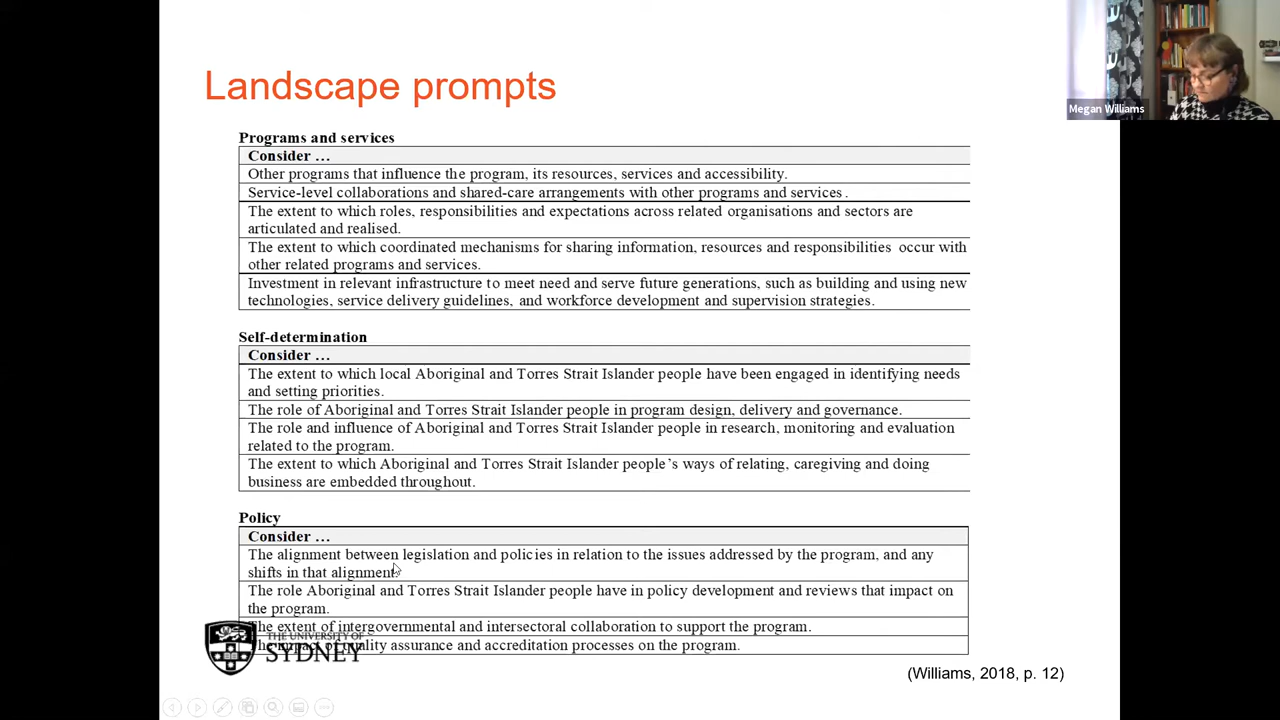 Landscape prompts
Megan Williams
Programs and services
Consider …
Other programs that influence the program, its resources, services and accessibility.
Service-level collaborations and shared-care arrangements with other programs and services.
The extent to which roles, responsibilities and expectations across related organisations and sectors are
articulated and realised.
The extent to which coordinated mechanisms for sharing information, resources and responsibilities occur with
other related programs and services.
Investment in relevant infrastructure to meet need and serve future generations, such as building and using new
technologies, service delivery guidelines, and workforce development and supervision strategies.
Self-determination
Consider …
The extent to which local Aboriginal and Torres Strait Islander people have been engaged in identifying needs
and setting priorities.
The role of Aboriginal and Torres Strait Islander people in program design, delivery and governance.
The role and influence of Aboriginal and Torres Strait Islander people in research, monitoring and evaluation
related to the program.
The extent to which Aboriginal and Torres Strait Islander people's ways of relating, caregiving and doing
business are embedded throughout.
Policy
Consider …
The alignment between legislation and policies in relation to the issues addressed by the program, and any
shifts in that alignment.
The role Aboriginal and Torres Strait Islander people have in policy development and reviews that impact on
the program.
The extent of intergovernmental and intersectoral collaboration to support the program.
The impact of quality assurance and accreditation processes on the program.
THE UNIVERSITY OF
SYDNEY
(Williams, 2018, p. 12)